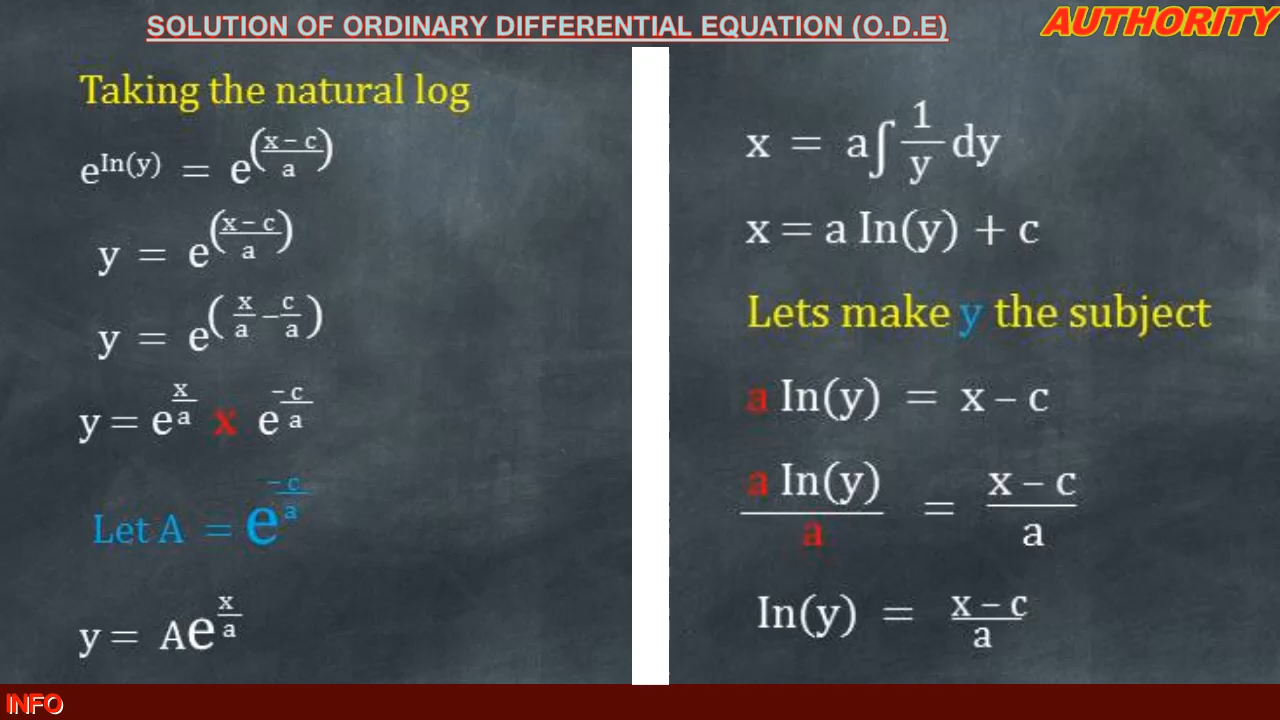 SOLUTION OF ORDINARY DIFFERENTIAL EQUATION (O.D.E)
AUTHORITY
Taking the natural log
e^In(y) = e^((x – c)/a)
y = e^((x – c)/a)
y = e^(x/a – c/a)
y = e^(x/a) x e^(–c/a)
Let A = e^(–c/a)
y = Ae^(x/a)
x = a∫ 1/y dy
x = a In(y) + c
Lets make y the subject
a In(y) = x – c
a In(y)/a = (x – c)/a
In(y) = (x – c)/a
INFO